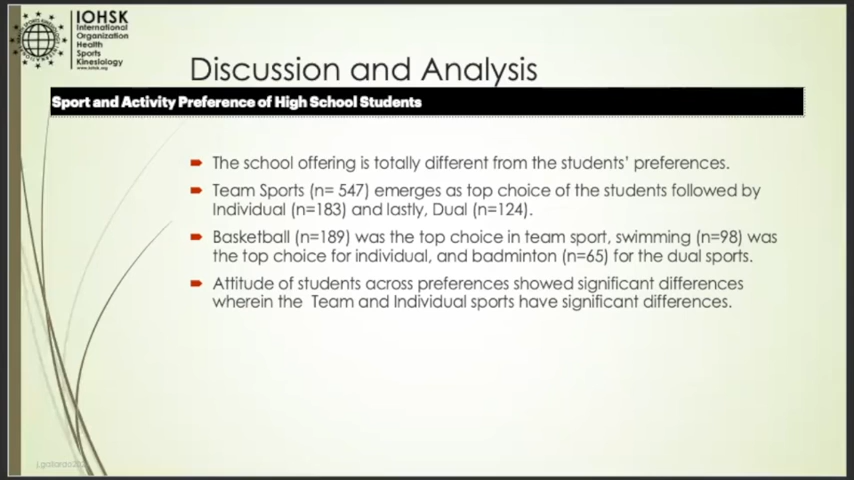 IOHSK
International
Organization
Health
Sports
Kinesiology
www.iohsk.org
Discussion and Analysis
Sport and Activity Preference of High School Students
The school offering is totally different from the students' preferences.
Team Sports (n= 547) emerges as top choice of the students followed by
Individual (n=183) and lastly, Dual (n=124).
Basketball (n=189) was the top choice in team sport, swimming (n=98) was
the top choice for individual, and badminton (n=65) for the dual sports.
Attitude of students across preferences showed significant differences
wherein the Team and Individual sports have significant differences.